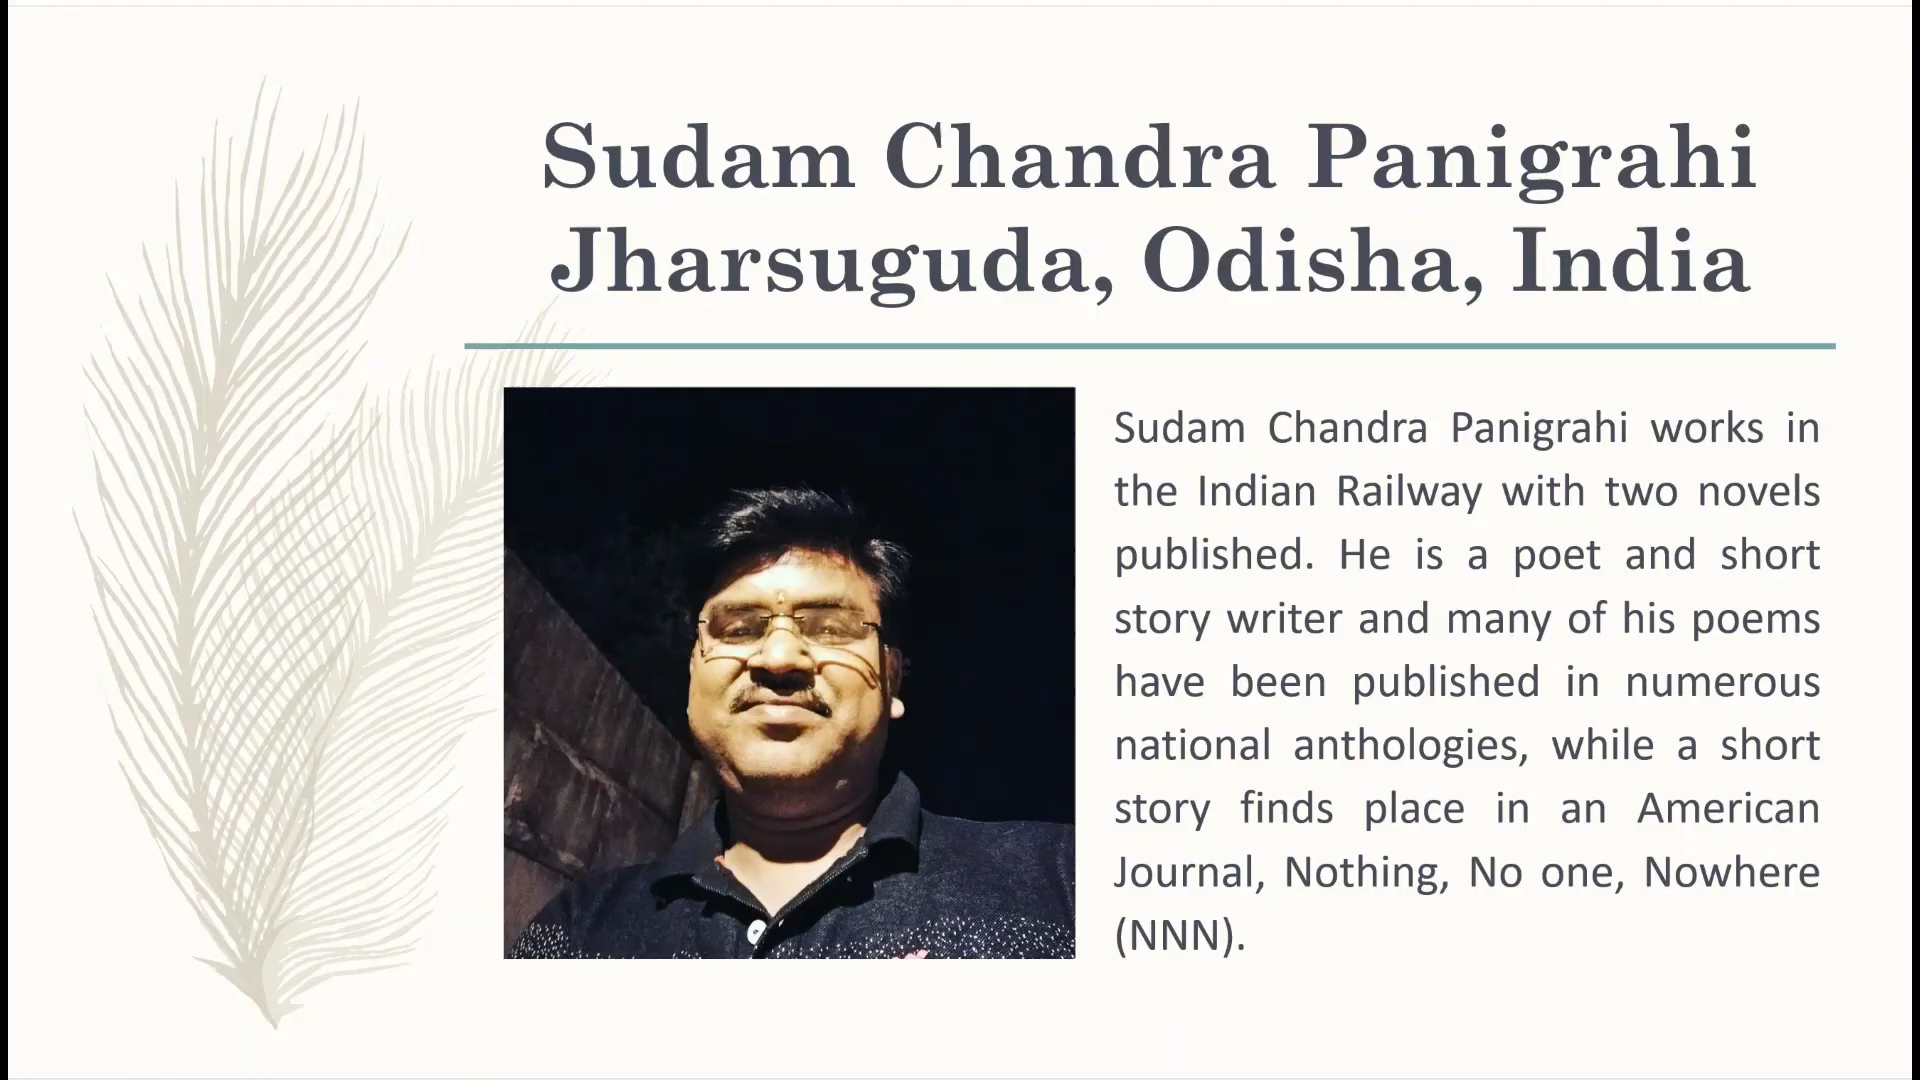 Sudam Chandra Panigrahi
Jharsuguda, Odisha, India
Sudam Chandra Panigrahi works in
the Indian Railway with two novels
published. He is a poet and short
story writer and many of his poems
have been published in numerous
national anthologies, while a short
story finds place in an American
Journal, Nothing, No one, Nowhere
(NNN).